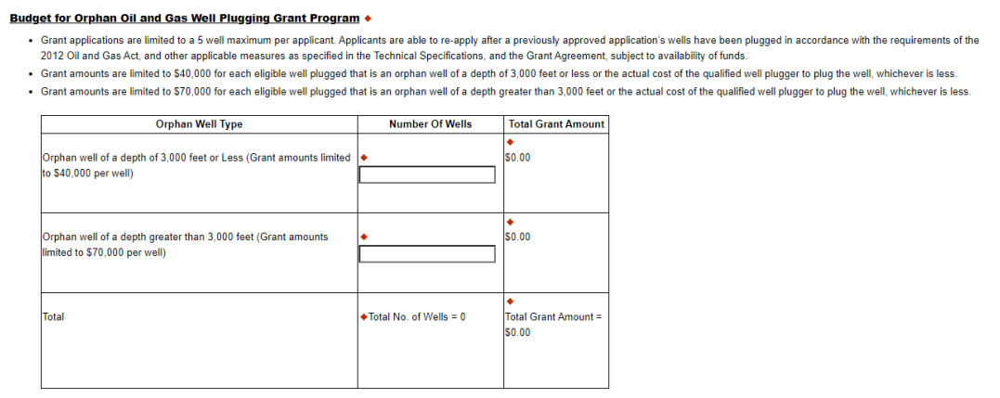 Budget for Orphan Oil and Gas Well Plugging Grant Program
• Grant applications are limited to a 5 well maximum per applicant. Applicants are able to re-apply after a previously approved application's wells have been plugged in accordance with the requirements of the
2012 Oil and Gas Act, and other applicable measures as specified in the Technical Specifications, and the Grant Agreement, subject to availability of funds.
• Grant amounts are limited to $40,000 for each eligible well plugged that is an orphan well of a depth of 3,000 feet or less or the actual cost of the qualified well plugger to plug the well, whichever is less.
• Grant amounts are limited to $70,000 for each eligible well plugged that is an orphan well of a depth greater than 3,000 feet or the actual cost of the qualified well plugger to plug the well, whichever is less.
Orphan Well Type Number Of Wells Total Grant Amount
Orphan well of a depth of 3,000 feet or Less (Grant amounts limited $0.00
to $40,000 per well)
Orphan well of a depth greater than 3,000 feet (Grant amounts $0.00
limited to $70,000 per well)
Total Total No. of Wells = 0 Total Grant Amount =
$0.00